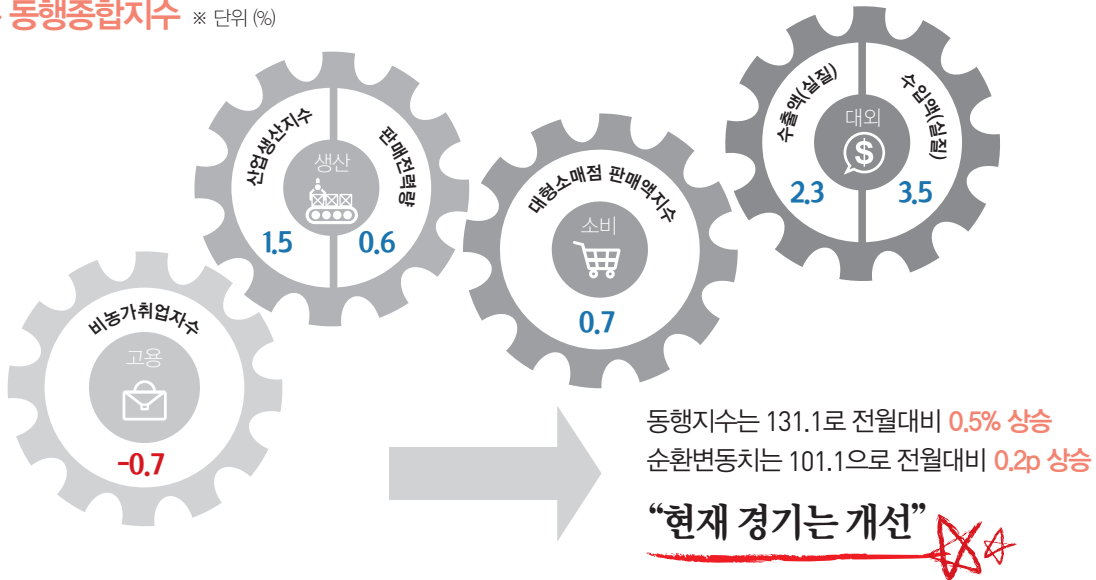 동행종합지수 ※ 단위 (%)
비농가취업자수
고용
-0.7
산업생산지수
판매전력량
생산
1.5
0.6
대형소매점 판매액지수
소비
0.7
수출액(실질)
수입액(실질)
대외
$
2.3
3.5
동행지수는 131.1로 전월대비 0.5% 상승
순환변동치는 101.1으로 전월대비 0.2p 상승
“현재 경기는 개선”